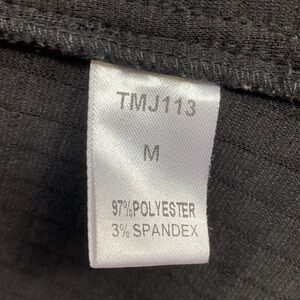 TMJ113
M
97%POLYESTER
3% SPANDEX